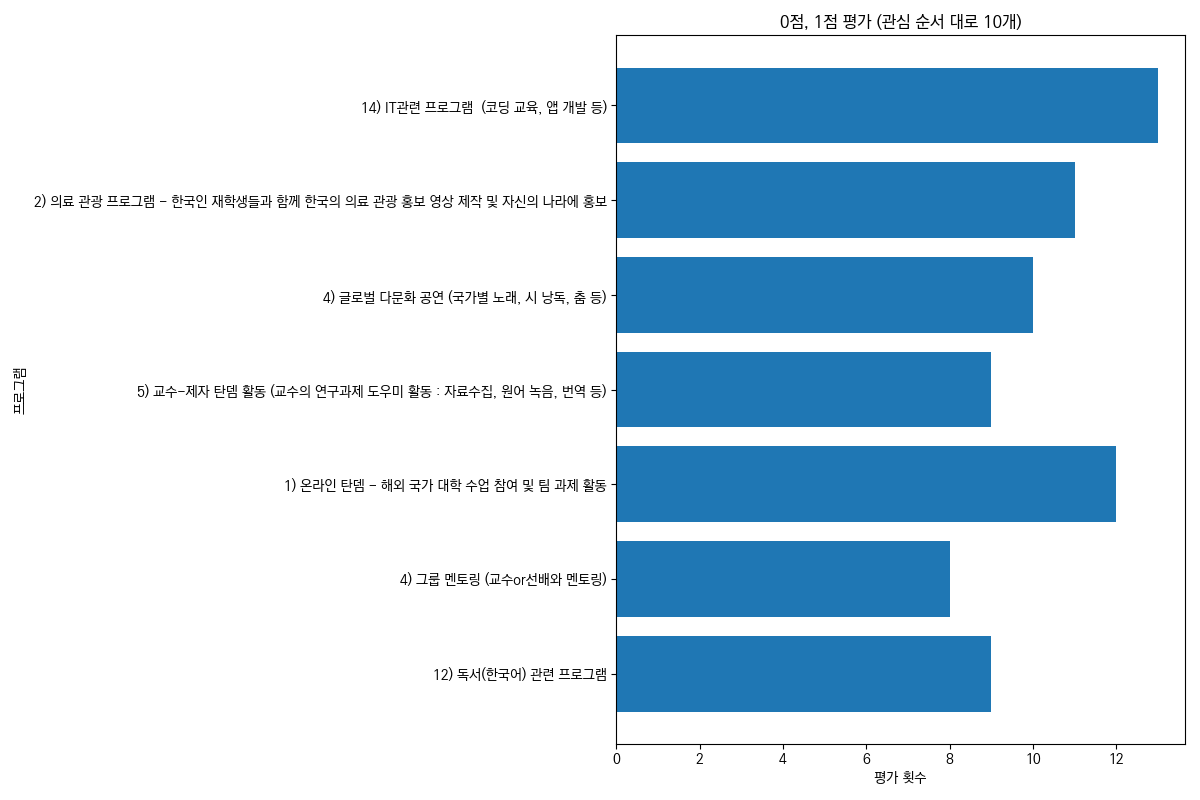 0점, 1점 평가 (관심 순서 대로 10개)
프로그램
14) IT관련 프로그램  (코딩 교육, 앱 개발 등)
2) 의료 관광 프로그램 - 한국인 재학생들과 함께 한국의 의료 관광 홍보 영상 제작 및 자신의 나라에 홍보
4) 글로벌 다문화 공연 (국가별 노래, 시 낭독, 춤 등)
5) 교수-제자 탄뎀 활동 (교수의 연구과제 도우미 활동 : 자료수집, 원어 녹음, 번역 등)
1) 온라인 탄뎀 - 해외 국가 대학 수업 참여 및 팀 과제 활동
4) 그룹 멘토링 (교수or선배와 멘토링)
12) 독서(한국어) 관련 프로그램
0 2 4 6 8 10 12
평가 횟수